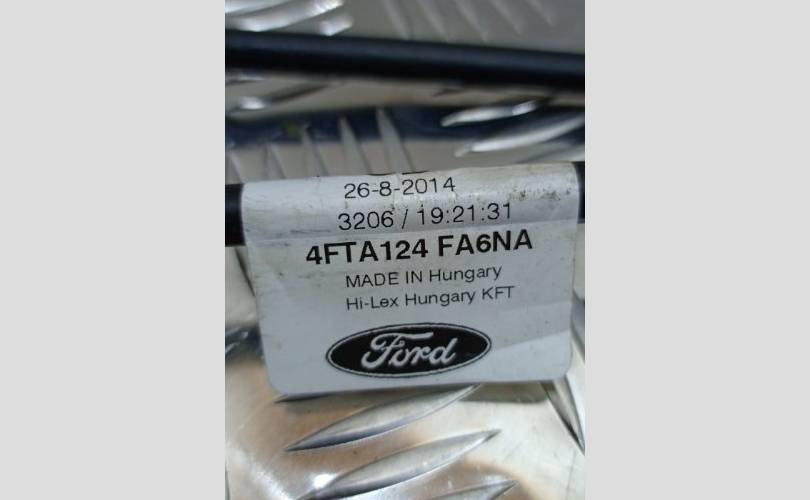 26-8-2014
3206 / 19:21:31
4FTA124 FA6NA
MADE IN Hungary
Hi-Lex Hungary KFT
Ford